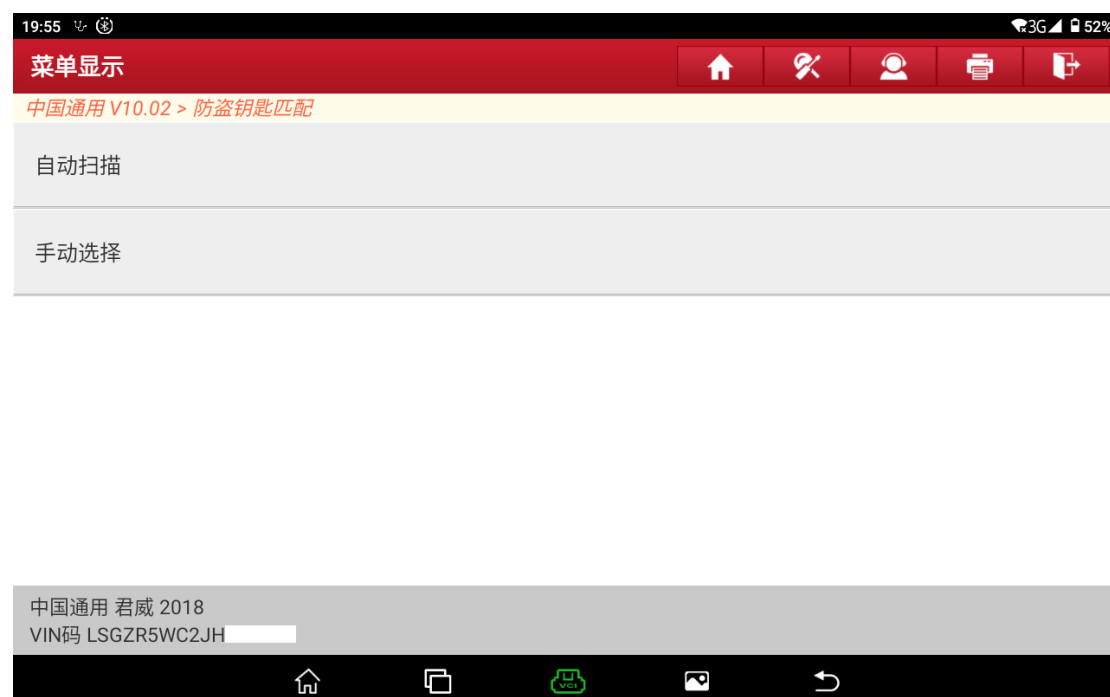 19:55 3G 52%
菜单显示
中国通用 V10.02 > 防盗钥匙匹配
自动扫描
手动选择
中国通用 君威 2018
VIN码 LSGZR5WC2JH
VCI